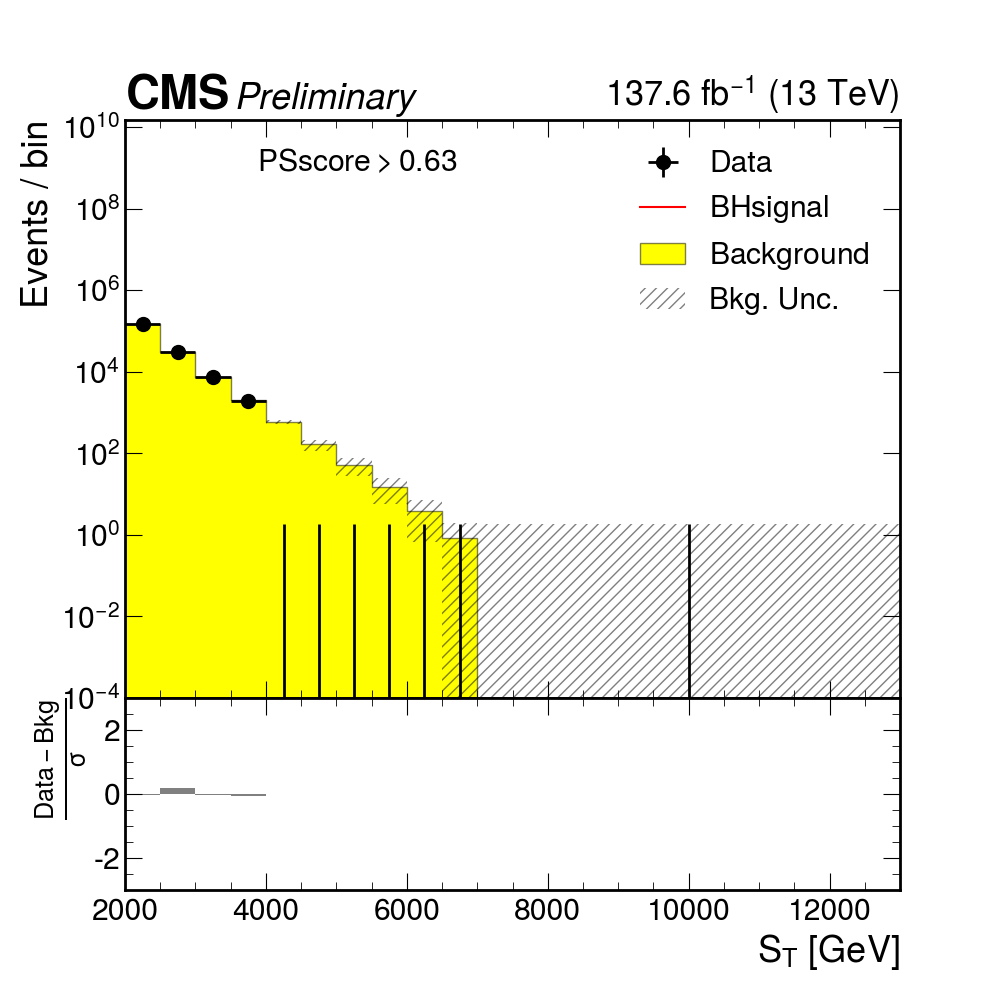 CMS Preliminary
137.6 fb⁻¹ (13 TeV)
Events / bin
PSscore > 0.63
Data
BHsignal
Background
Bkg. Unc.
10¹⁰
10⁸
10⁶
10⁴
10²
10⁰
10⁻²
10⁻⁴
Data – Bkg
σ
2
0
-2
2000 4000 6000 8000 10000 12000
S_T [GeV]